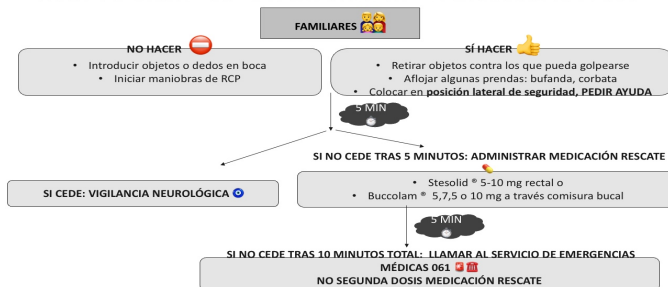 FAMILIARES
NO HACER
• Introducir objetos o dedos en boca
• Iniciar maniobras de RCP
SÍ HACER
• Retirar objetos contra los que pueda golpearse
• Aflojar algunas prendas: bufanda, corbata
• Colocar en posición lateral de seguridad, PEDIR AYUDA
5 MIN
SI NO CEDE TRAS 5 MINUTOS: ADMINISTRAR MEDICACIÓN RESCATE
SI CEDE: VIGILANCIA NEUROLÓGICA
• Stesolid ® 5-10 mg rectal o
• Buccolam ® 5,7,5 o 10 mg a través comisura bucal
5 MIN
SI NO CEDE TRAS 10 MINUTOS TOTAL: LLAMAR AL SERVICIO DE EMERGENCIAS
MÉDICAS 061
NO SEGUNDA DOSIS MEDICACIÓN RESCATE